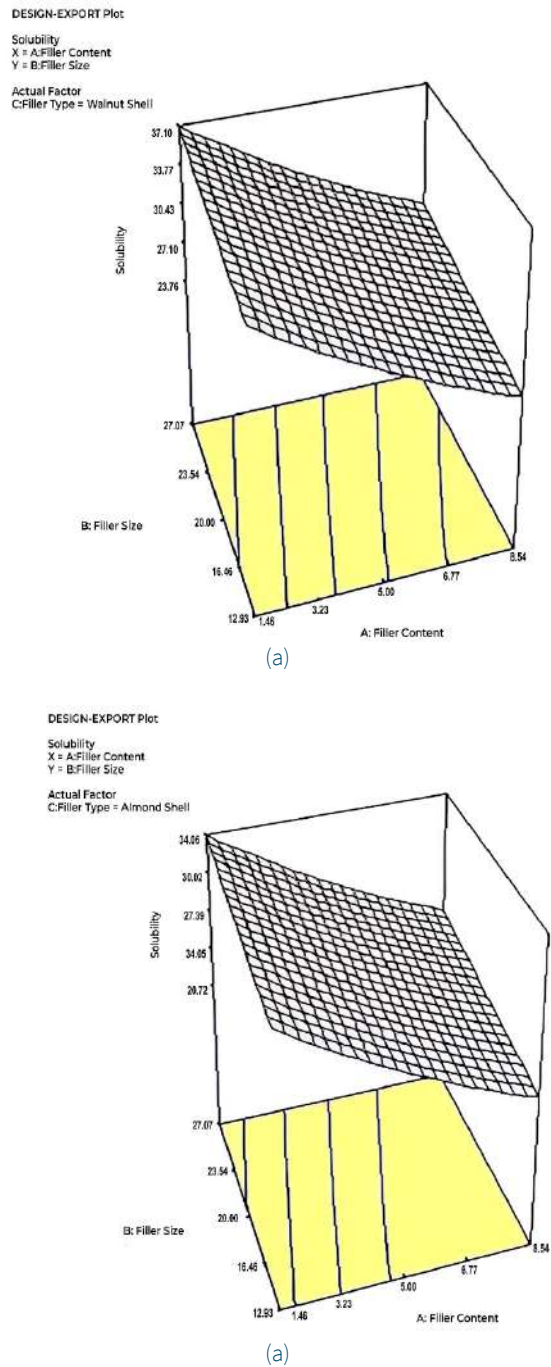 DESIGN-EXPORT Plot
Solubility
X = A:Filler Content
Y = B:Filler Size
Actual Factor
C:Filler Type = Walnut Shell
37.10
33.77
30.43
27.10
23.76
Solubility
27.07
23.54
20.00
16.46
12.93
B: Filler Size
1.46
3.23
5.00
6.77
8.54
A: Filler Content
(a)
DESIGN-EXPORT Plot
Solubility
X = A:Filler Content
Y = B:Filler Size
Actual Factor
C:Filler Type = Almond Shell
34.06
30.02
27.39
34.05
20.72
Solubility
27.07
23.54
20.00
16.46
12.93
B: Filler Size
1.46
3.23
5.00
6.77
8.54
A: Filler Content
(a)